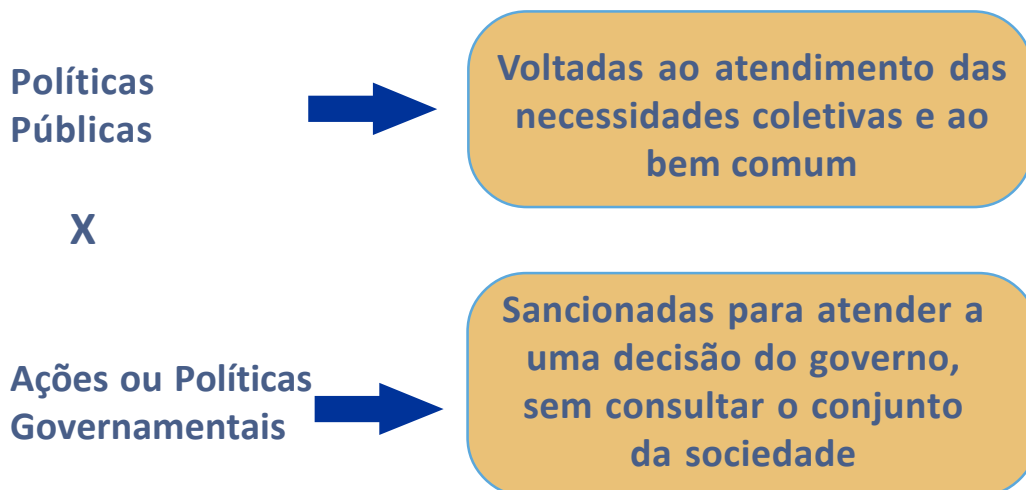 Políticas
Públicas
Voltadas ao atendimento das
necessidades coletivas e ao
bem comum
X
Ações ou Políticas
Governamentais
Sancionadas para atender a
uma decisão do governo,
sem consultar o conjunto
da sociedade